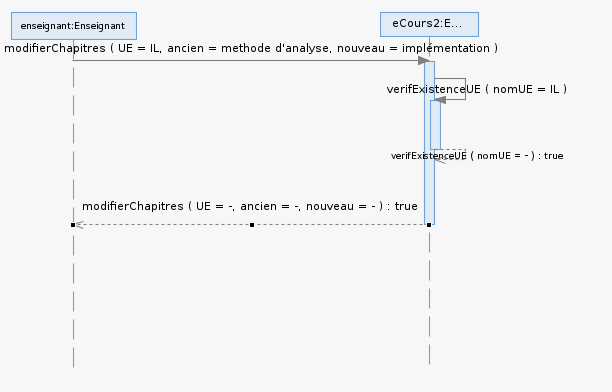 enseignant:Enseignant
eCours2:E...
modifierChapitres ( UE = IL, ancien = methode d'analyse, nouveau = implémentation )
verifExistenceUE ( nomUE = IL )
verifExistenceUE ( nomUE = - ) : true
modifierChapitres ( UE = -, ancien = -, nouveau = - ) : true